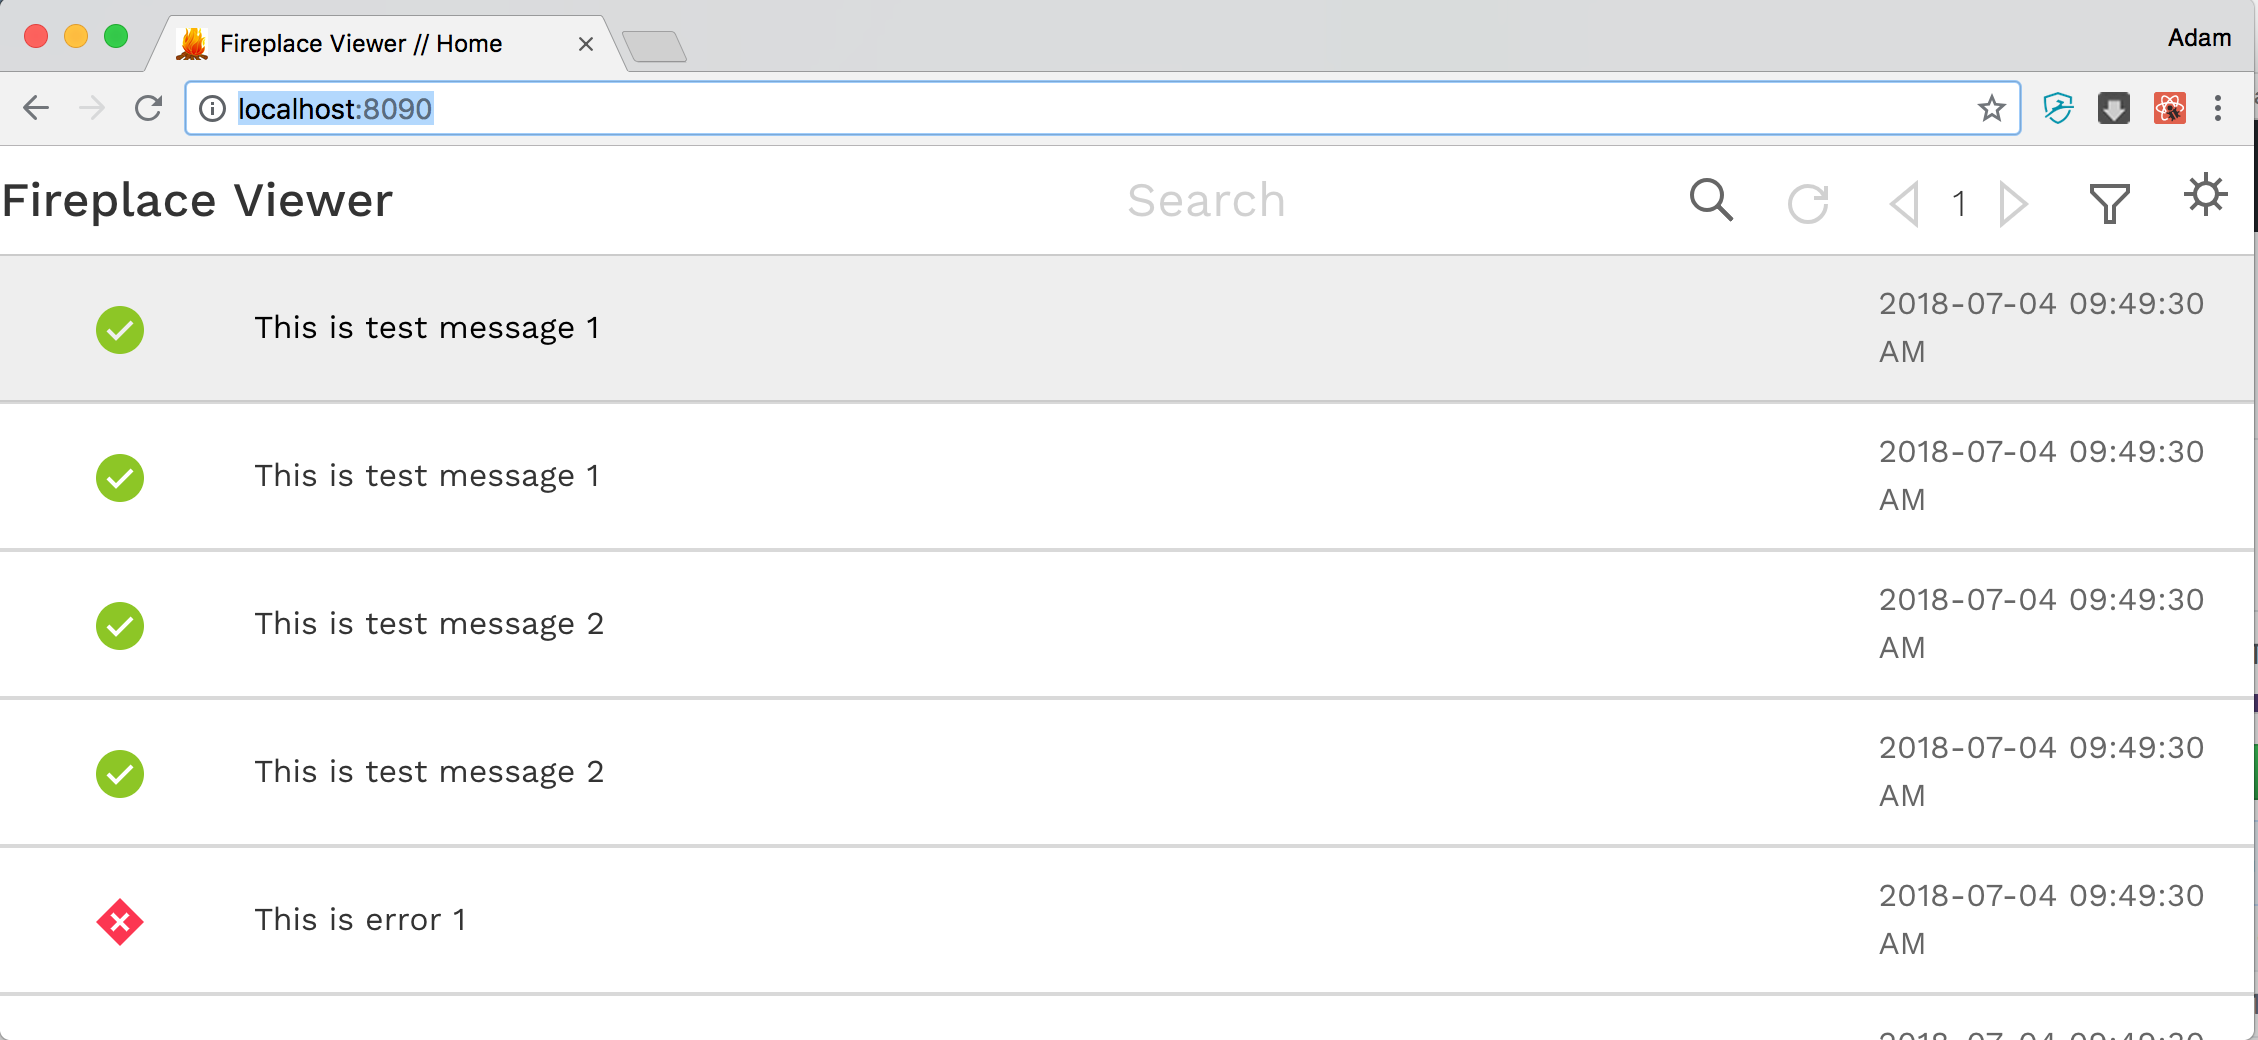 Fireplace Viewer // Home
Adam
localhost:8090
Fireplace Viewer
Search
1
This is test message 1
2018-07-04 09:49:30
AM
This is test message 1
2018-07-04 09:49:30
AM
This is test message 2
2018-07-04 09:49:30
AM
This is test message 2
2018-07-04 09:49:30
AM
This is error 1
2018-07-04 09:49:30
AM